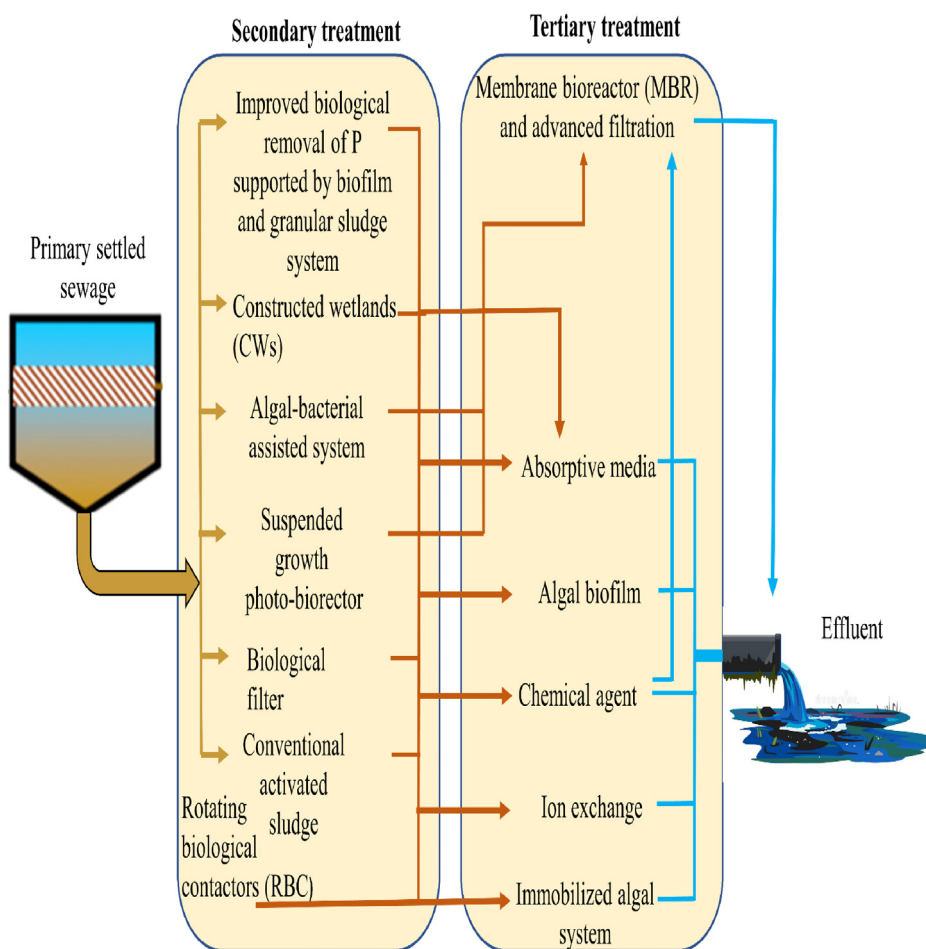 Secondary treatment
Tertiary treatment
Primary settled
sewage
Improved biological
removal of P
supported by biofilm
and granular sludge
system
Constructed wetlands
(CWs)
Algal-bacterial
assisted system
Suspended
growth
photo-biorector
Biological
filter
Conventional
activated
sludge
Rotating
biological
contactors (RBC)
Membrane bioreactor (MBR)
and advanced filtration
Absorptive media
Algal biofilm
Chemical agent
Ion exchange
Immobilized algal
system
Effluent